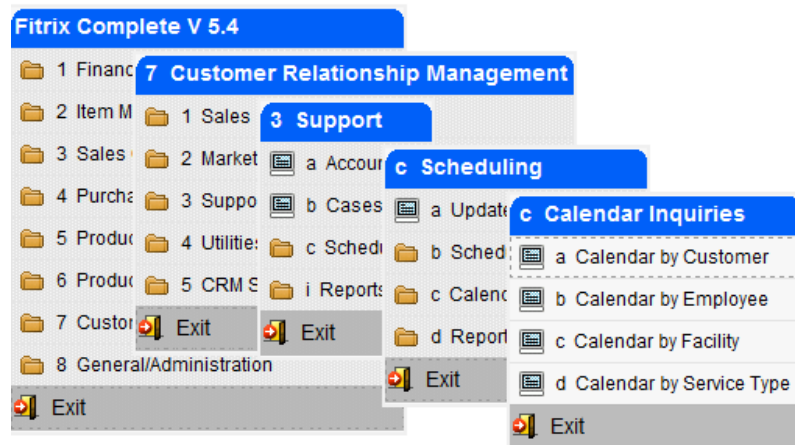 Fitrix Complete V 5.4
1 Financ
2 Item M
3 Sales
4 Purcha
5 Produc
6 Produc
7 Custor
8 General/Administration
Exit
7 Customer Relationship Management
1 Sales
2 Market
3 Suppo
4 Utilities
5 CRM S
Exit
3 Support
a Accour
b Cases
c Schedu
i Reports
Exit
c Scheduling
a Update
b Sched
c Calend
d Report
Exit
c Calendar Inquiries
a Calendar by Customer
b Calendar by Employee
c Calendar by Facility
d Calendar by Service Type
Exit